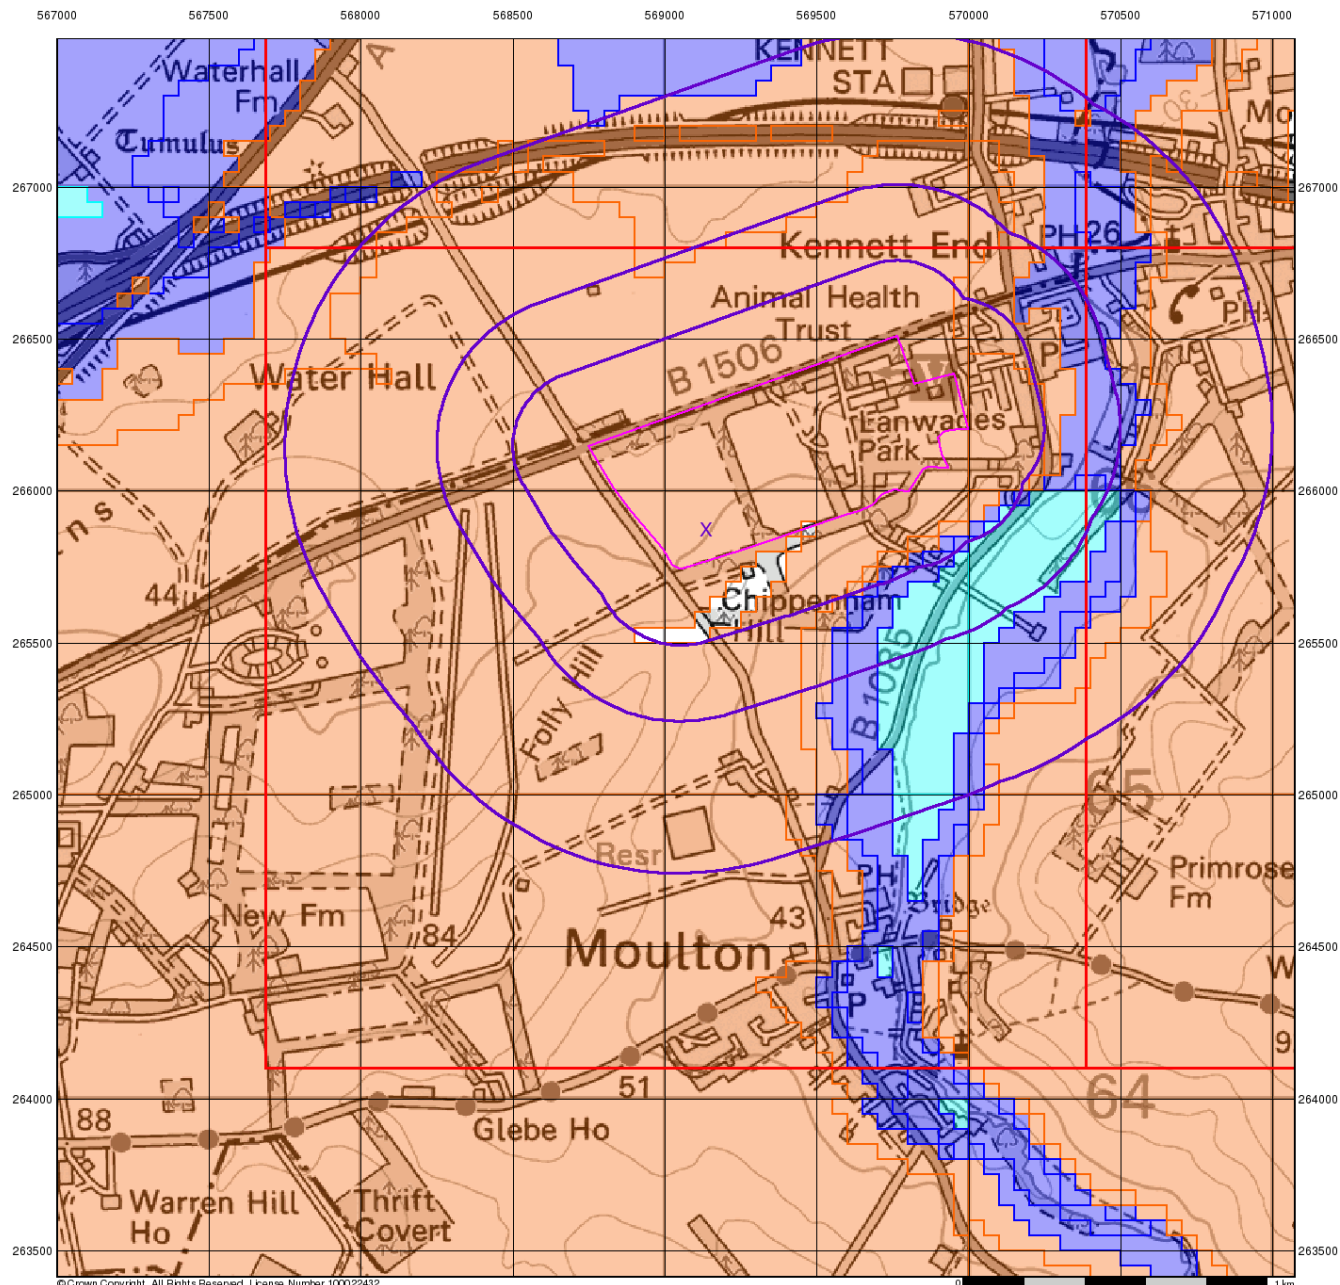 567000 567500 568000 568500 569000 569500 570000 570500 571000
KENNETT
STA
Waterhall
Fm
A
30
Mo
Tumulus
267000 267000
Kennett End
PH 26
Animal Health
Trust
PH
266500 266500
B 1506
P
Water Hall
Lanwades
Park
266000 266000
n s
X
44
Chippenham
Hill
265500 265500
B 1085
Folly Hill
265000 265000
65
Resr
PH
Primrose
Fm
Bridge
New Fm
43
84
264500 264500
Moulton
W
P
9
51
264000 264000
64
88
Glebe Ho
Warren Hill
Ho
Thrift
Covert
263500 263500
©Crown Copyright. All Rights Reserved. License Number 100022432
0 1 km